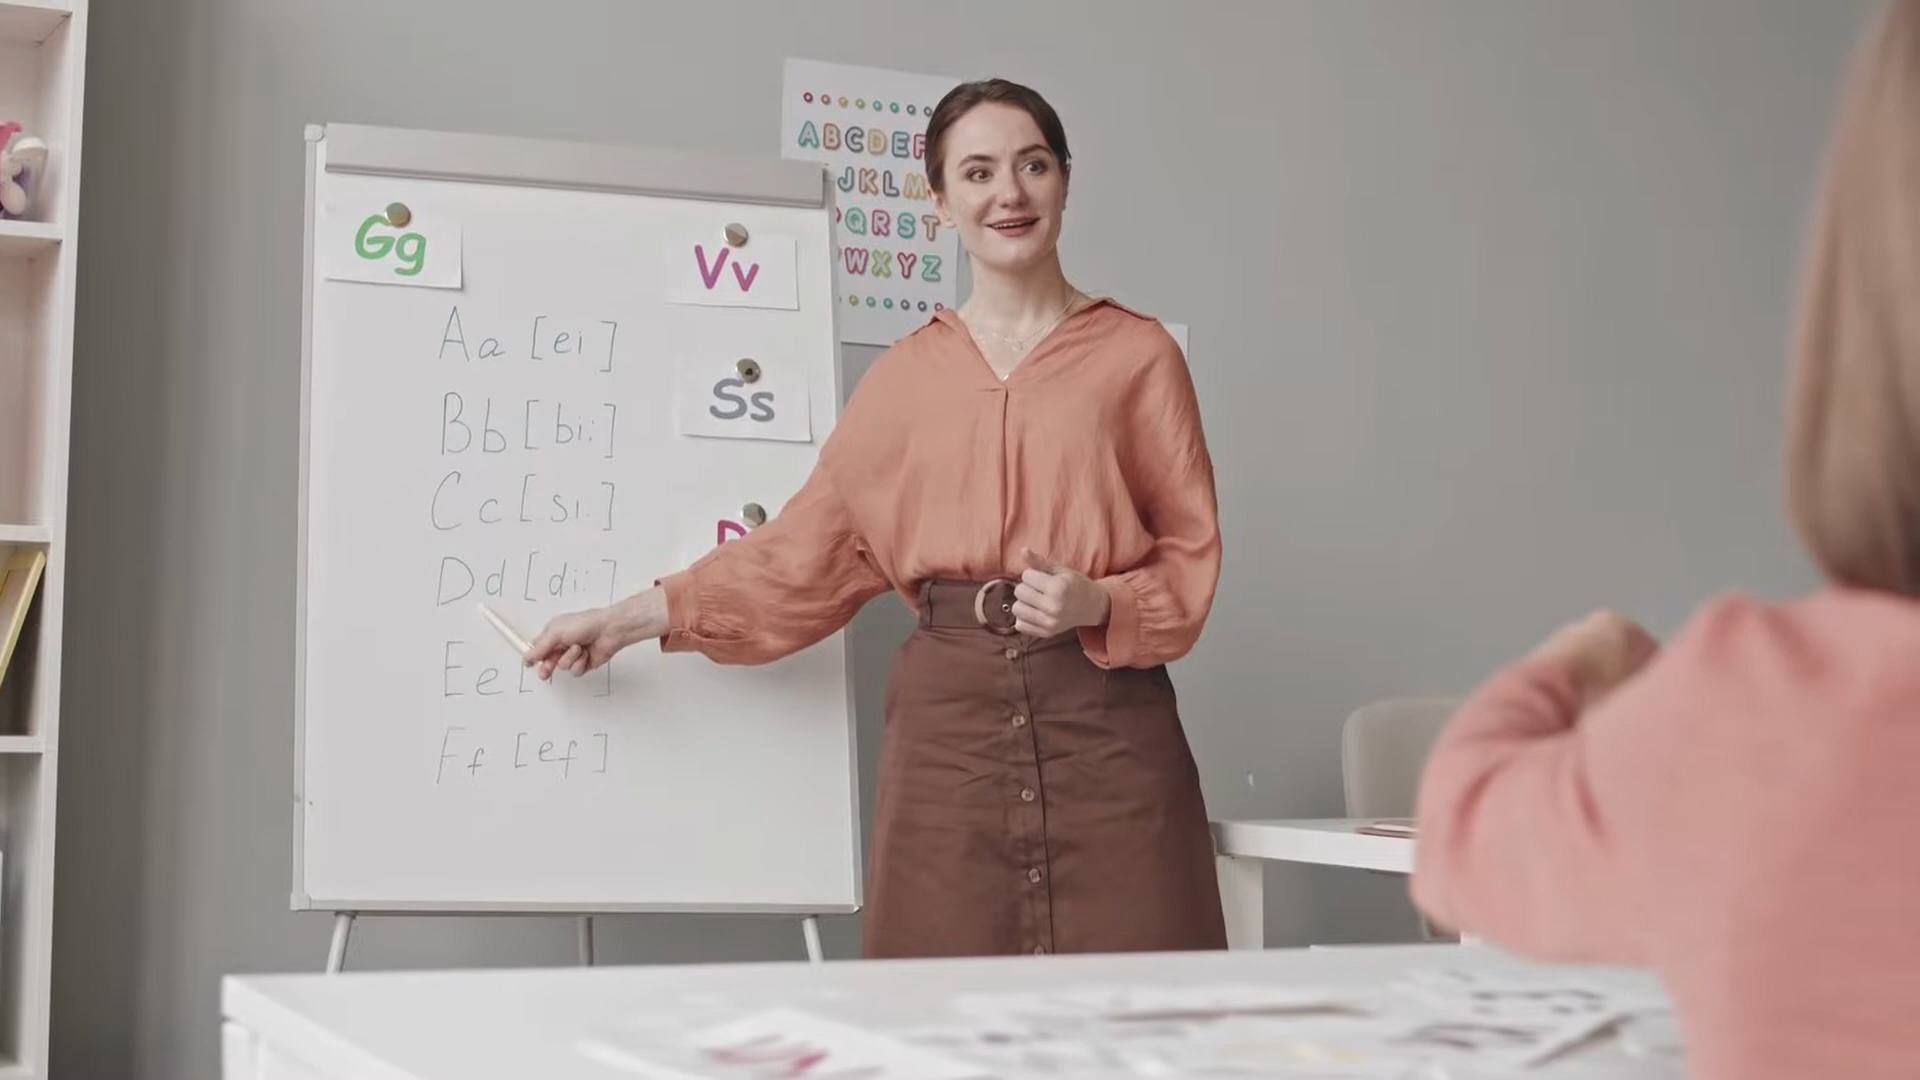 Gg
Vv
Ss
Aa [ei]
Bb [bi:]
Cc [si:]
Dd [di:]
Ee [
]
Ff [ef]
ABCDEF
JKLM
QRST
WXYZ